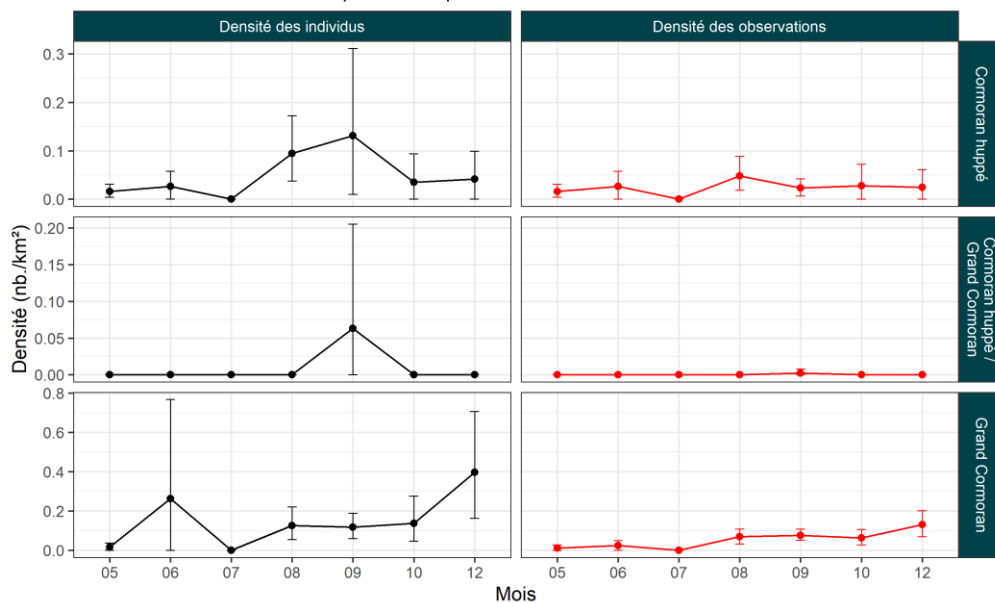 Densité des individus
Densité des observations
0.3
0.2
0.1
0.0
Cormoran huppé
0.20
0.15
0.10
0.05
0.00
Cormoran huppé /
Grand Cormoran
0.8
0.6
0.4
0.2
0.0
Grand Cormoran
Densité (nb./km²)
05 06 07 08 09 10 12
05 06 07 08 09 10 12
Mois